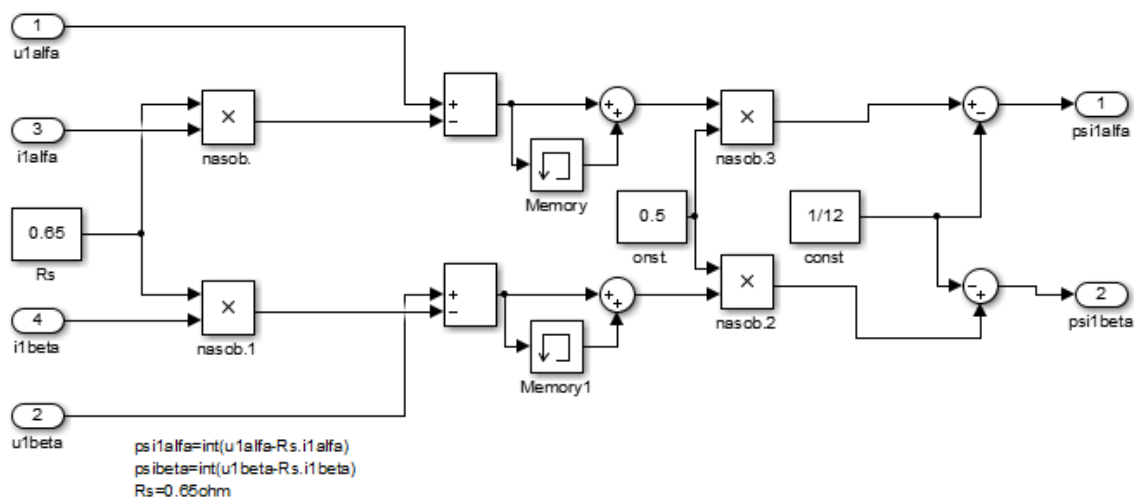 1
u1alfa
3
i1alfa
×
nasob.
0.65
Rs
×
nasob.1
4
i1beta
2
u1beta
+
−
+
−
+
+
Memory
+
+
Memory1
×
nasob.3
0.5
onst.
×
nasob.2
1/12
const
+
−
−
+
1
psi1alfa
2
psi1beta
psi1alfa=int(u1alfa-Rs.i1alfa)
psibeta=int(u1beta-Rs.i1beta)
Rs=0.65ohm